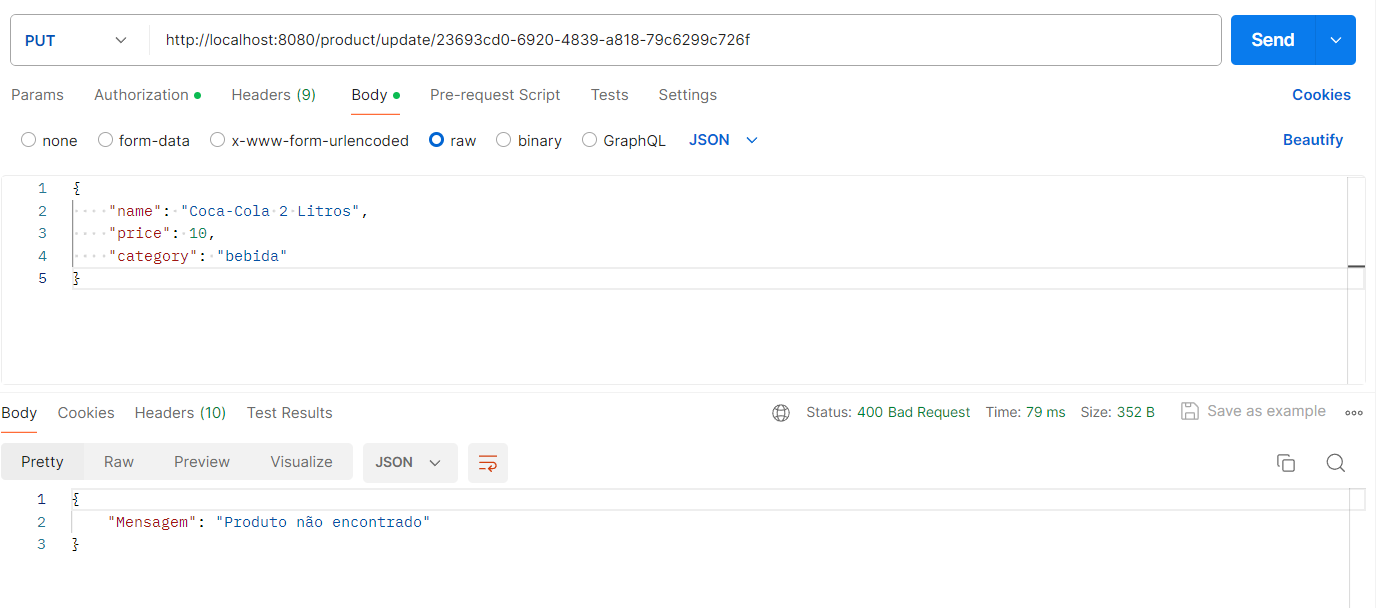 PUT http://localhost:8080/product/update/23693cd0-6920-4839-a818-79c6299c726f Send
Params Authorization Headers (9) Body Pre-request Script Tests Settings Cookies
none form-data x-www-form-urlencoded raw binary GraphQL JSON Beautify
1 {
2 "name": "Coca-Cola 2 Litros",
3 "price": 10,
4 "category": "bebida"
5 }
Body Cookies Headers (10) Test Results Status: 400 Bad Request Time: 79 ms Size: 352 B Save as example
Pretty Raw Preview Visualize JSON
1 {
2 "Mensagem": "Produto não encontrado"
3 }